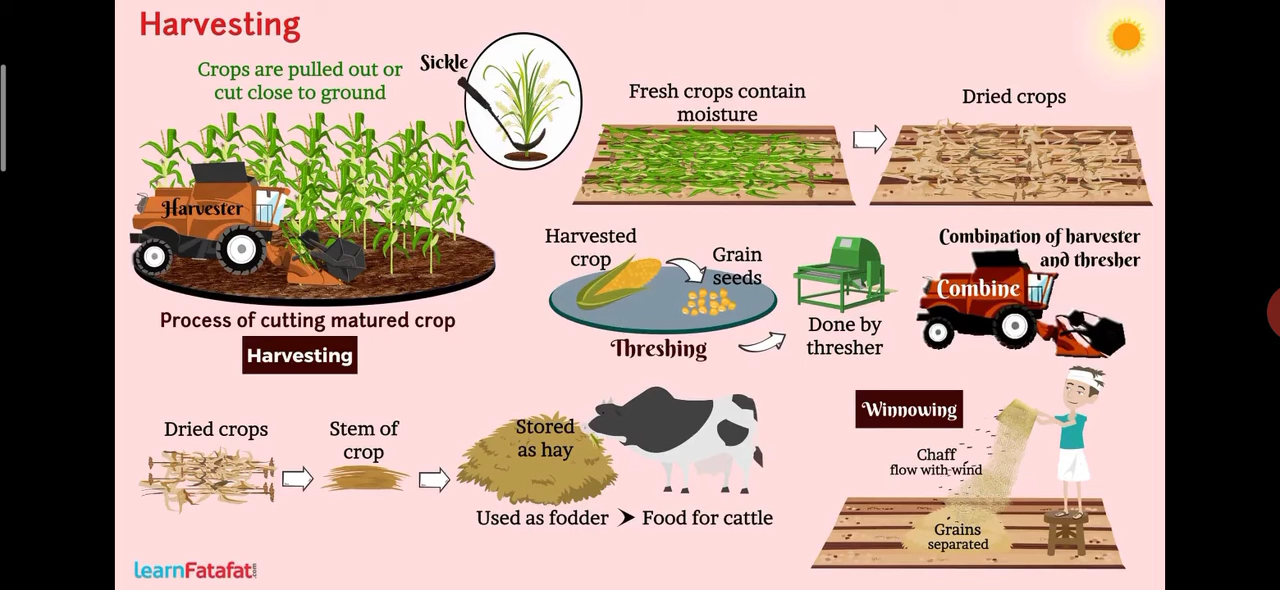 Harvesting
Crops are pulled out or
cut close to ground
Sickle
Harvester
Process of cutting matured crop
Harvesting
Fresh crops contain
moisture
Dried crops
Harvested
crop
Grain
seeds
Threshing
Done by
thresher
Combination of harvester
and thresher
Combine
Dried crops
Stem of
crop
Stored
as hay
Used as fodder ➤ Food for cattle
Winnowing
Chaff
flow with wind
Grains
separated
learnFatafat.com